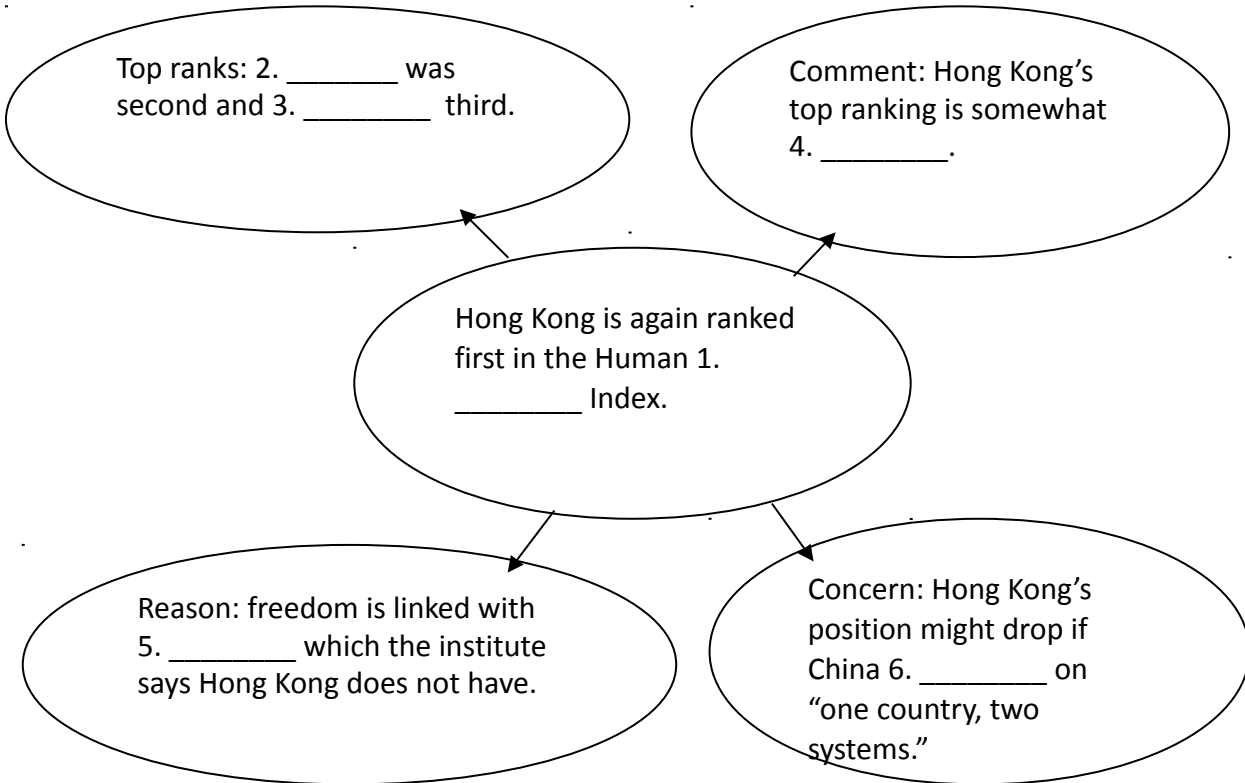 Top ranks: 2. _______ was
second and 3. ________ third.
Comment: Hong Kong’s
top ranking is somewhat
4. ________.
Hong Kong is again ranked
first in the Human 1.
________ Index.
Reason: freedom is linked with
5. ________ which the institute
says Hong Kong does not have.
Concern: Hong Kong’s
position might drop if
China 6. ________ on
“one country, two
systems.”